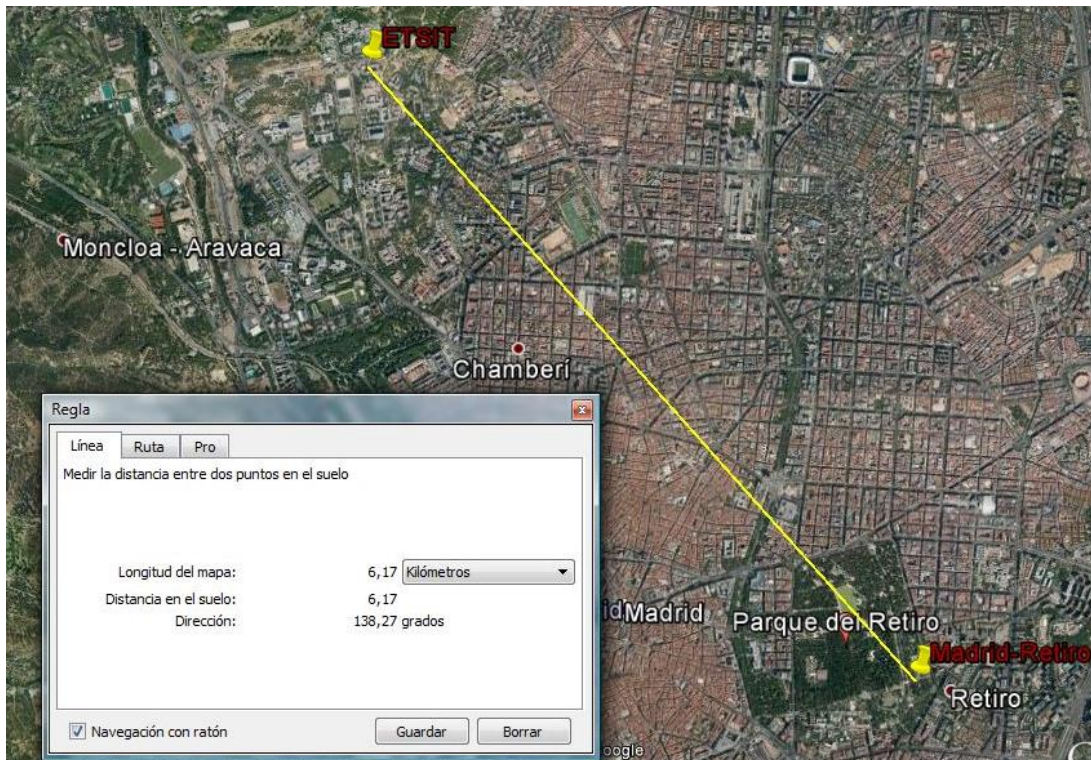 ETSIT
Moncloa - Aravaca
Chamberí
Regla
Línea Ruta Pro
Medir la distancia entre dos puntos en el suelo
Longitud del mapa: 6,17 Kilómetros
Distancia en el suelo: 6,17
Dirección: 138,27 grados
Navegación con ratón Guardar Borrar
id Madrid
Parque del Retiro
Madrid-Retiro
Retiro
oogle